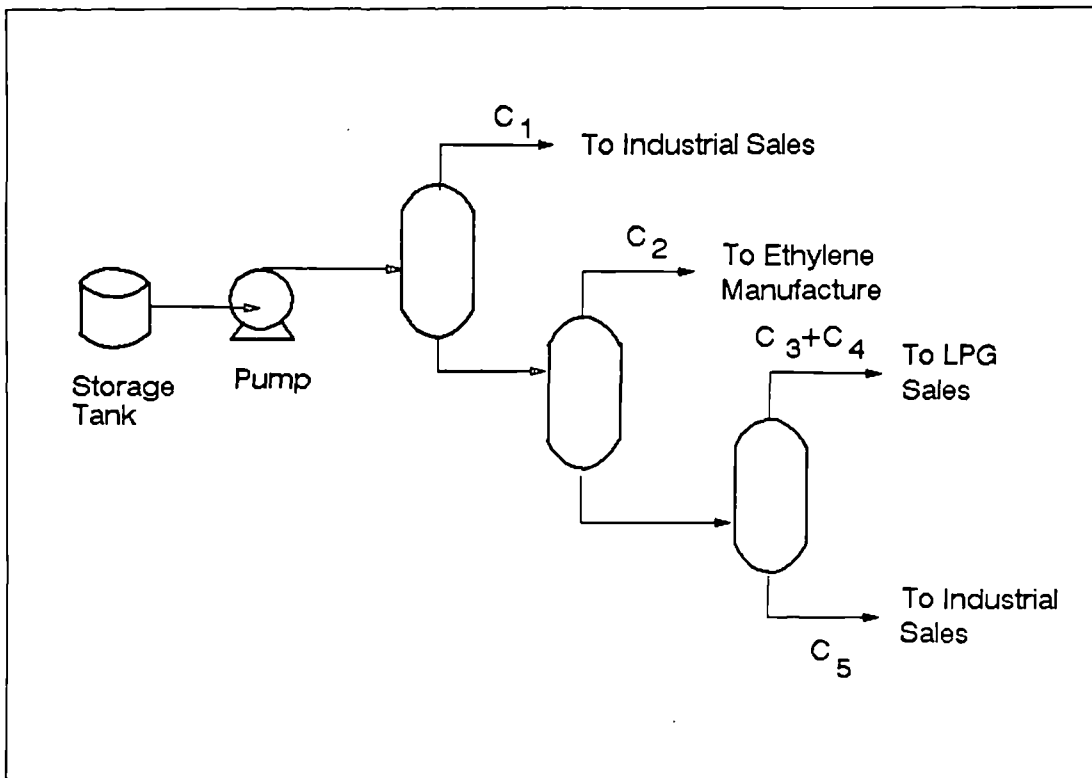 C1
To Industrial Sales
C2
To Ethylene
Manufacture
C3+C4
To LPG
Sales
Storage
Tank
Pump
To Industrial
Sales
C5